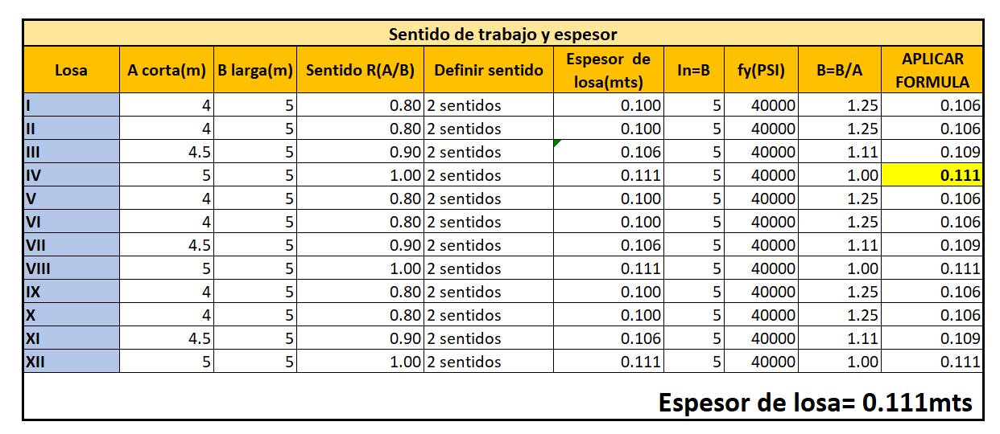 Sentido de trabajo y espesor
Losa A corta(m) B larga(m) Sentido R(A/B) Definir sentido Espesor de losa(mts) In=B fy(PSI) B=B/A APLICAR FORMULA
I 4 5 0.80 2 sentidos 0.100 5 40000 1.25 0.106
II 4 5 0.80 2 sentidos 0.100 5 40000 1.25 0.106
III 4.5 5 0.90 2 sentidos 0.106 5 40000 1.11 0.109
IV 5 5 1.00 2 sentidos 0.111 5 40000 1.00 0.111
V 4 5 0.80 2 sentidos 0.100 5 40000 1.25 0.106
VI 4 5 0.80 2 sentidos 0.100 5 40000 1.25 0.106
VII 4.5 5 0.90 2 sentidos 0.106 5 40000 1.11 0.109
VIII 5 5 1.00 2 sentidos 0.111 5 40000 1.00 0.111
IX 4 5 0.80 2 sentidos 0.100 5 40000 1.25 0.106
X 4 5 0.80 2 sentidos 0.100 5 40000 1.25 0.106
XI 4.5 5 0.90 2 sentidos 0.106 5 40000 1.11 0.109
XII 5 5 1.00 2 sentidos 0.111 5 40000 1.00 0.111
Espesor de losa= 0.111mts